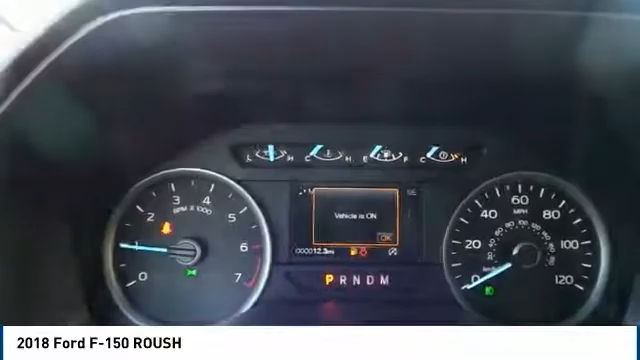 L H C H E F C H
3 4
2 RPM X 1000 5
1 6
0 7
Vehicle is ON
OK
000012.3mi
P R N D M
60
MPH
40 80
20 100
km/h
0 120
2018 Ford F-150 ROUSH